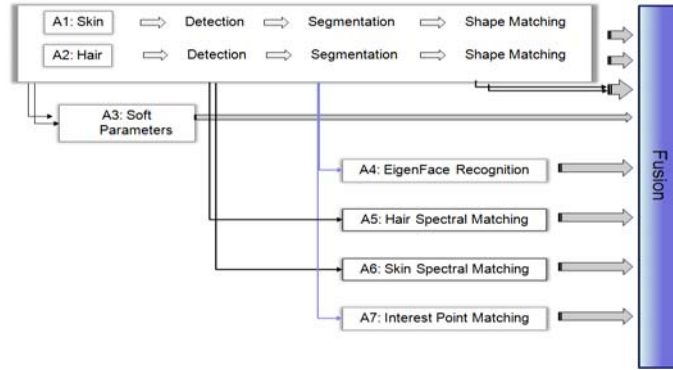 A1: Skin Detection Segmentation Shape Matching
A2: Hair Detection Segmentation Shape Matching
A3: Soft
Parameters
A4: EigenFace Recognition
A5: Hair Spectral Matching
A6: Skin Spectral Matching
A7: Interest Point Matching
Fusion